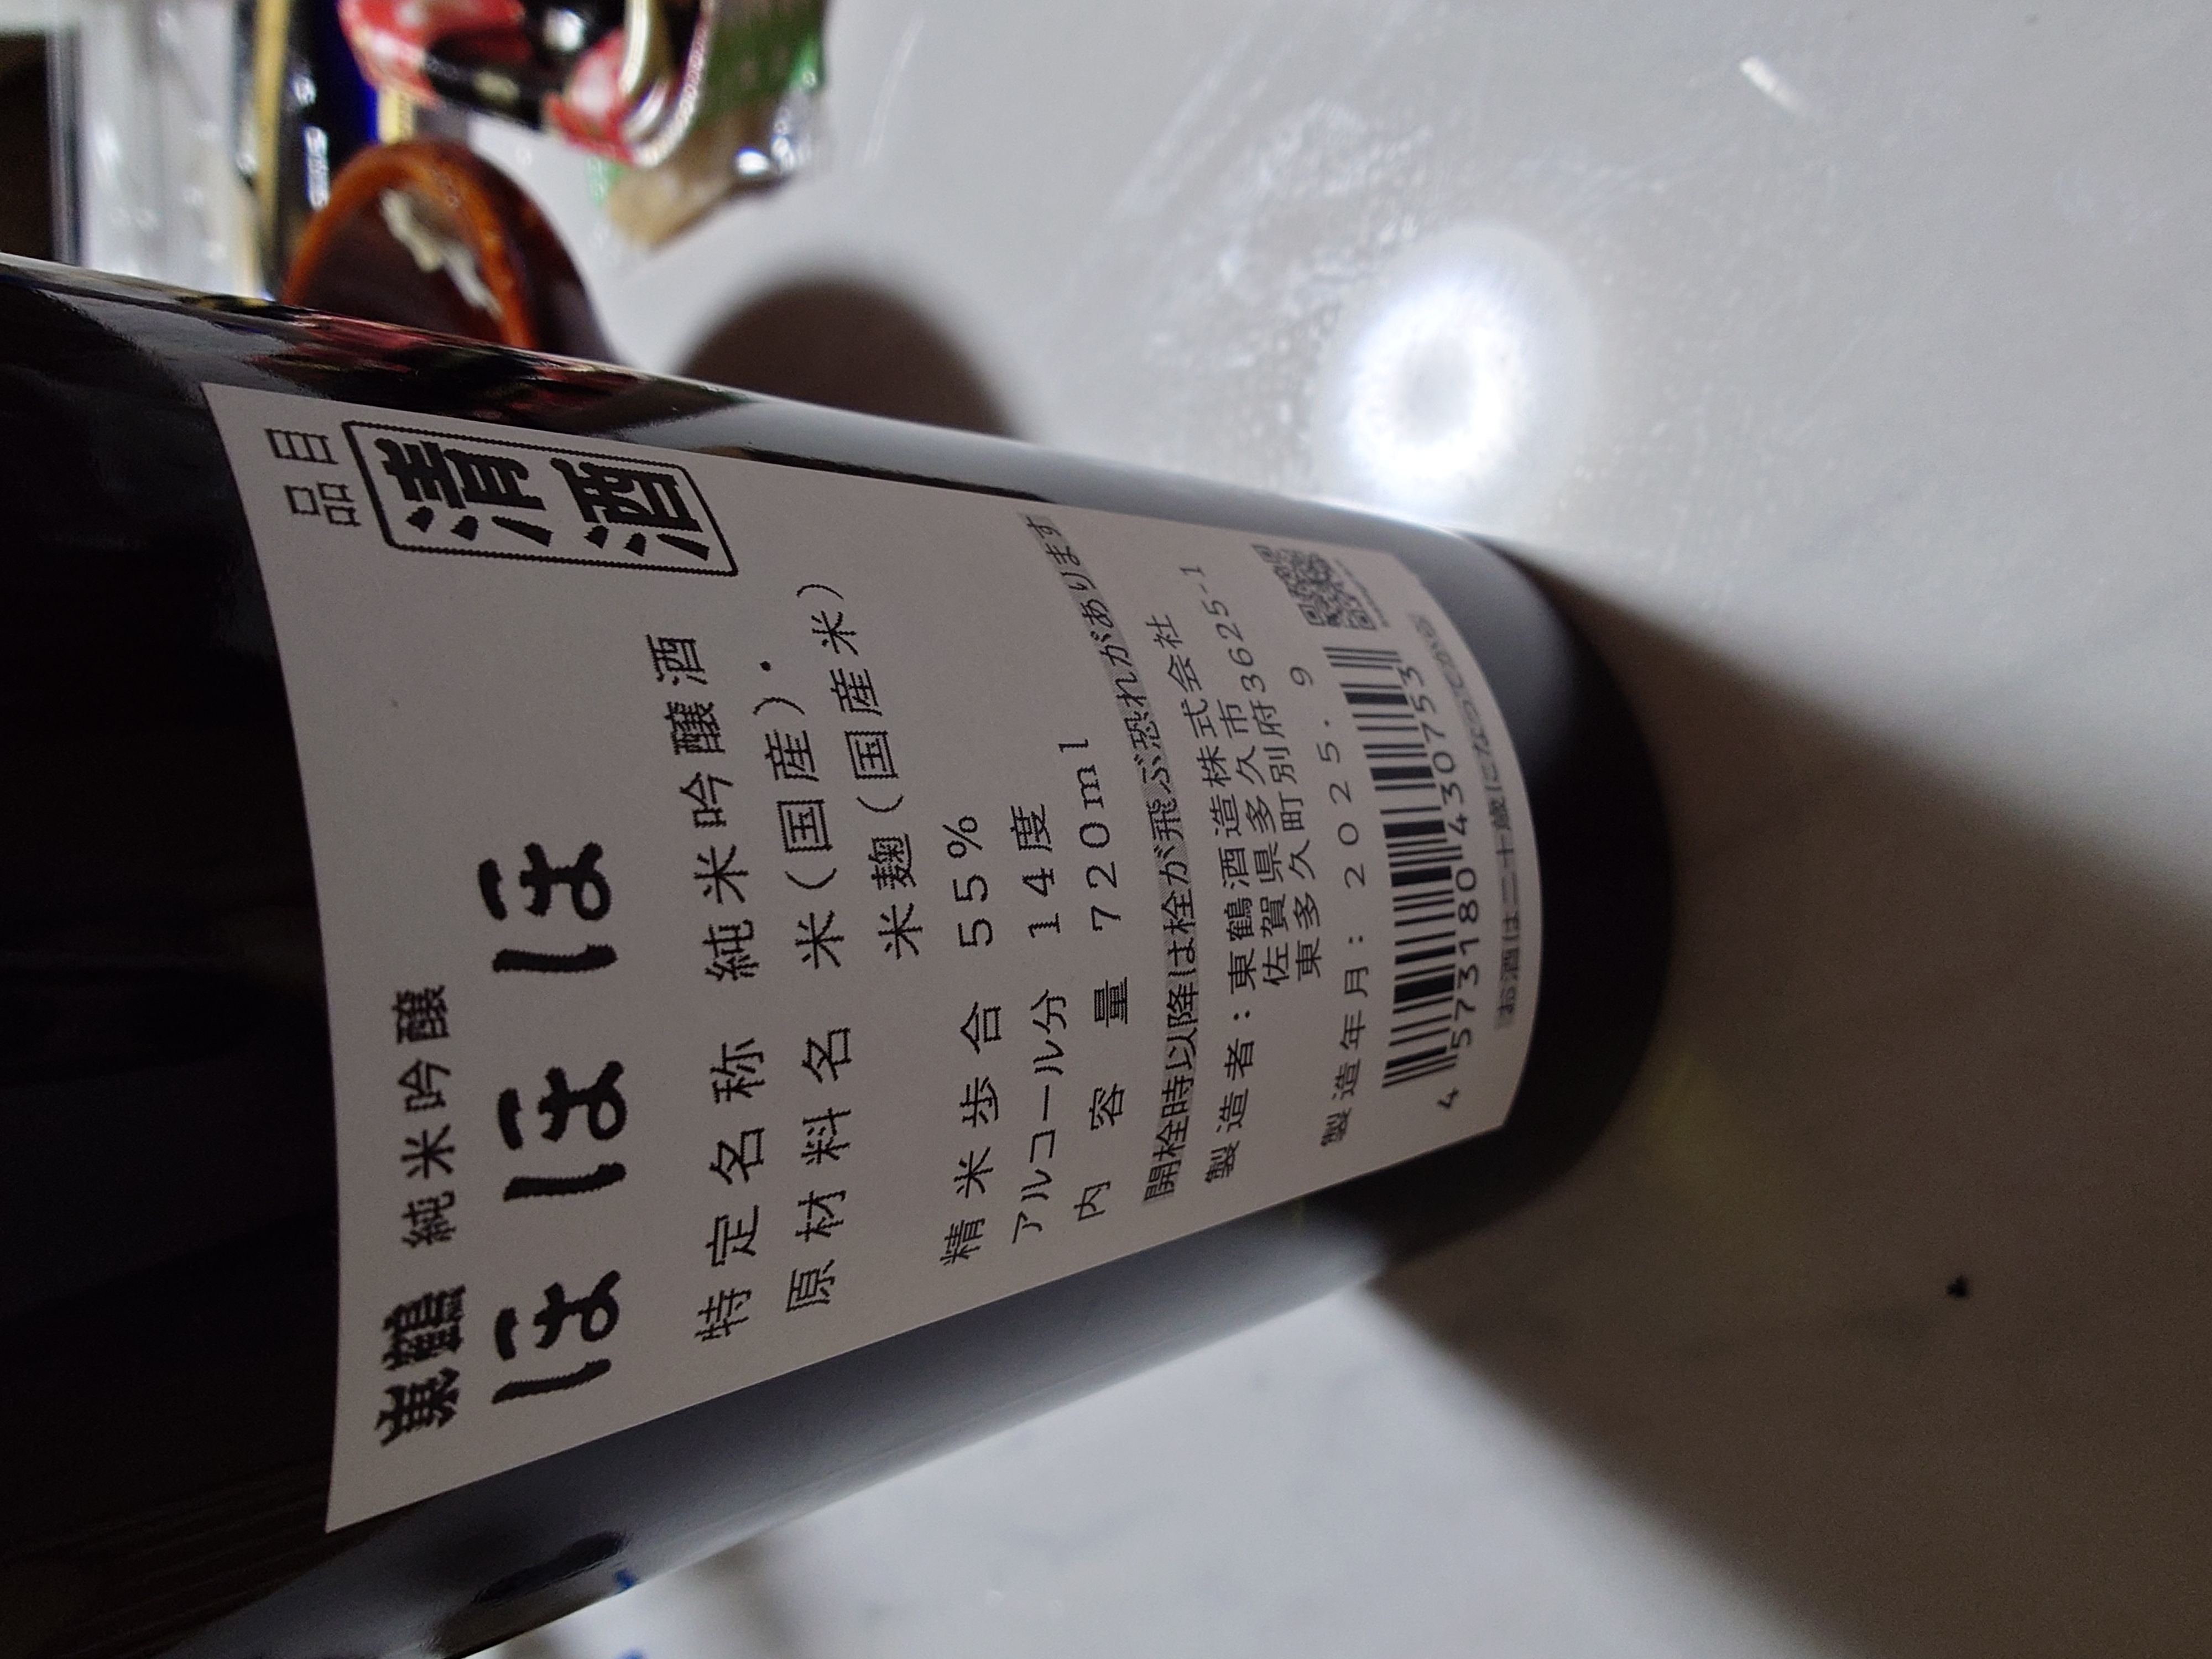 品目
清酒
東鶴 純米吟醸
ほほほ
特定名称 純米吟醸酒
原材料名 米(国産)・
米麹(国産米)
精米歩合 55%
アルコール分 14度
内容量 720ml
開栓時以降は栓が飛ぶ恐れがあります
製造者:東鶴酒造株式会社
佐賀県多久市
東多久町別府3625-1
製造年月: 2025. 9
4 573180 430753
お酒は二十歳になってから